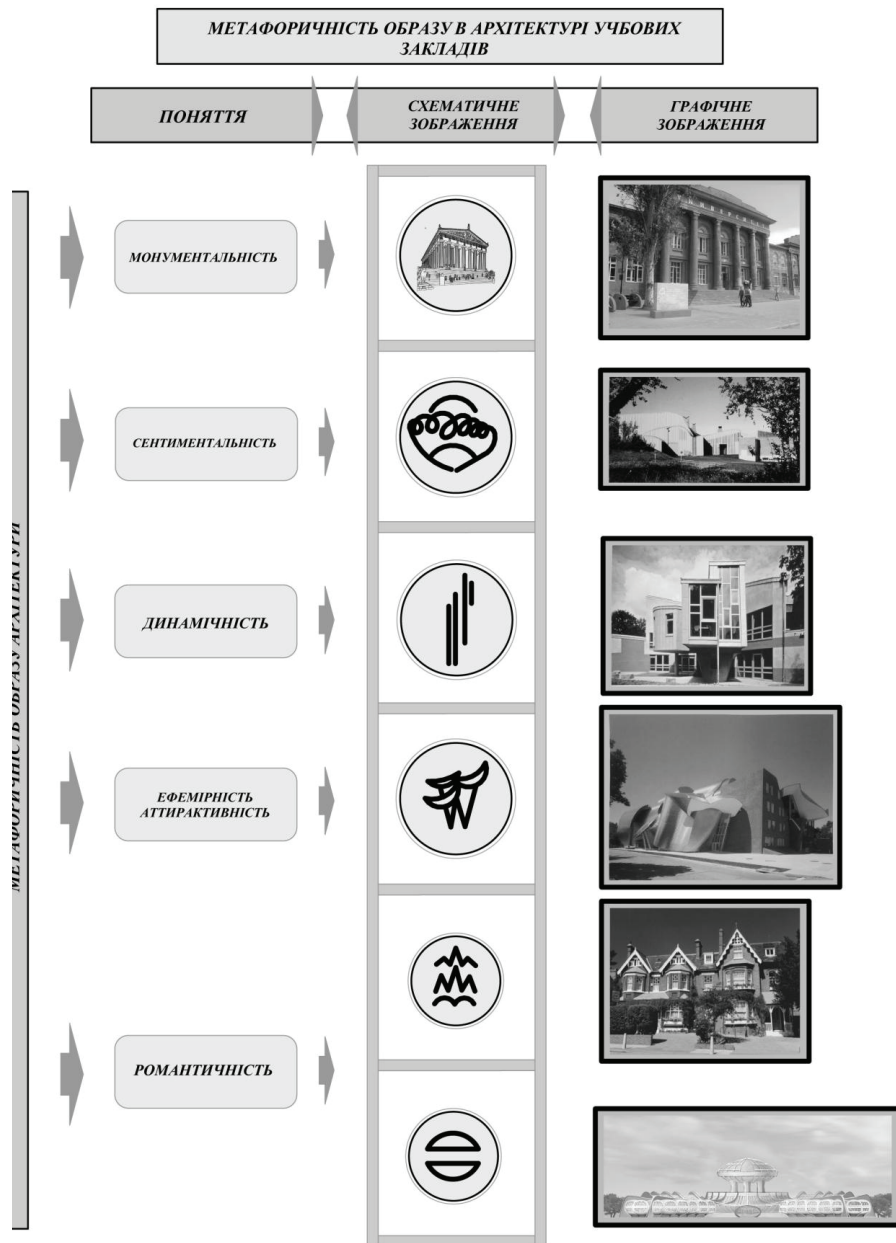 МЕТАФОРИЧНІСТЬ ОБРАЗУ В АРХІТЕКТУРІ УЧБОВИХ
ЗАКЛАДІВ
ПОНЯТТЯ
СХЕМАТИЧНЕ
ЗОБРАЖЕННЯ
ГРАФІЧНЕ
ЗОБРАЖЕННЯ
МЕТАФОРИЧНІСТЬ ОБРАЗУ АРХІТЕКТУРИ
МОНУМЕНТАЛЬНІСТЬ
СЕНТИМЕНТАЛЬНІСТЬ
ДИНАМІЧНІСТЬ
ЕФЕМІРНІСТЬ
АТТИРАКТИВНІСТЬ
РОМАНТИЧНІСТЬ